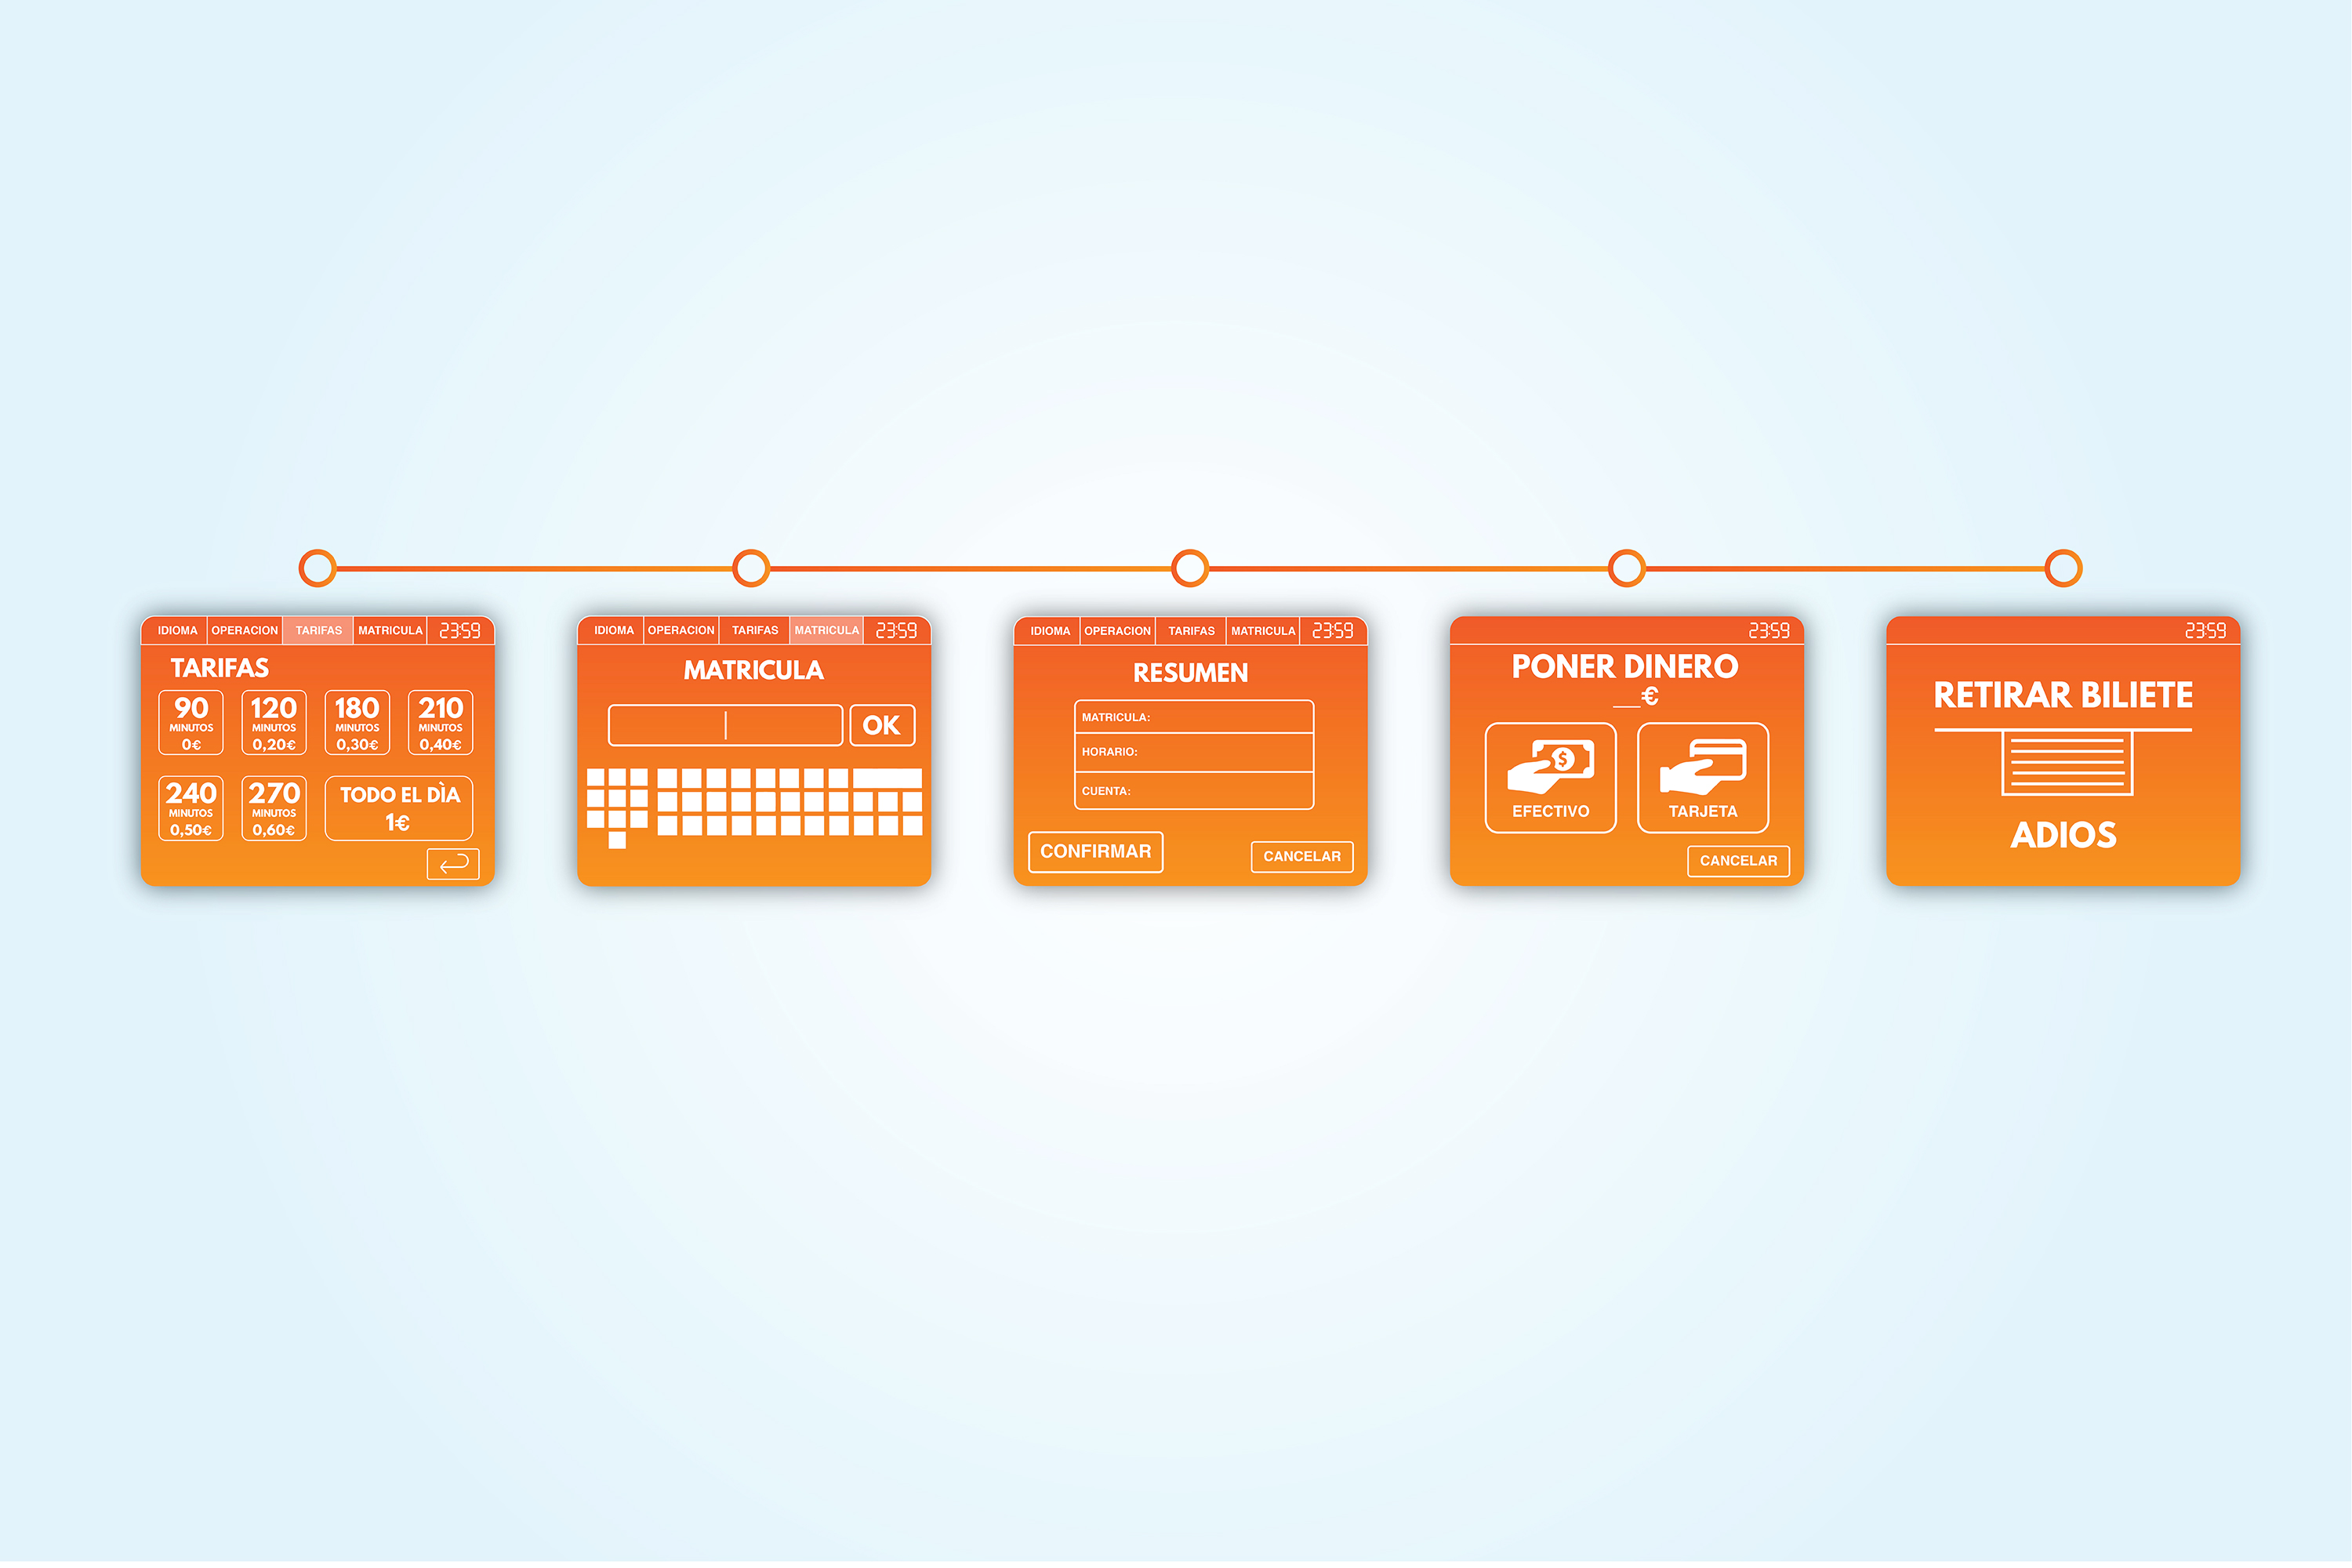 IDIOMA OPERACION TARIFAS MATRICULA 23:59
TARIFAS
90 120 180 210
MINUTOS MINUTOS MINUTOS MINUTOS
0€ 0,20€ 0,30€ 0,40€
240 270 TODO EL DÌA
MINUTOS MINUTOS 1€
0,50€ 0,60€
IDIOMA OPERACION TARIFAS MATRICULA 23:59
MATRICULA
OK
IDIOMA OPERACION TARIFAS MATRICULA 23:59
RESUMEN
MATRICULA:
HORARIO:
CUENTA:
CONFIRMAR CANCELAR
23:59
PONER DINERO
__€
$
EFECTIVO TARJETA
CANCELAR
23:59
RETIRAR BILIETE
ADIOS